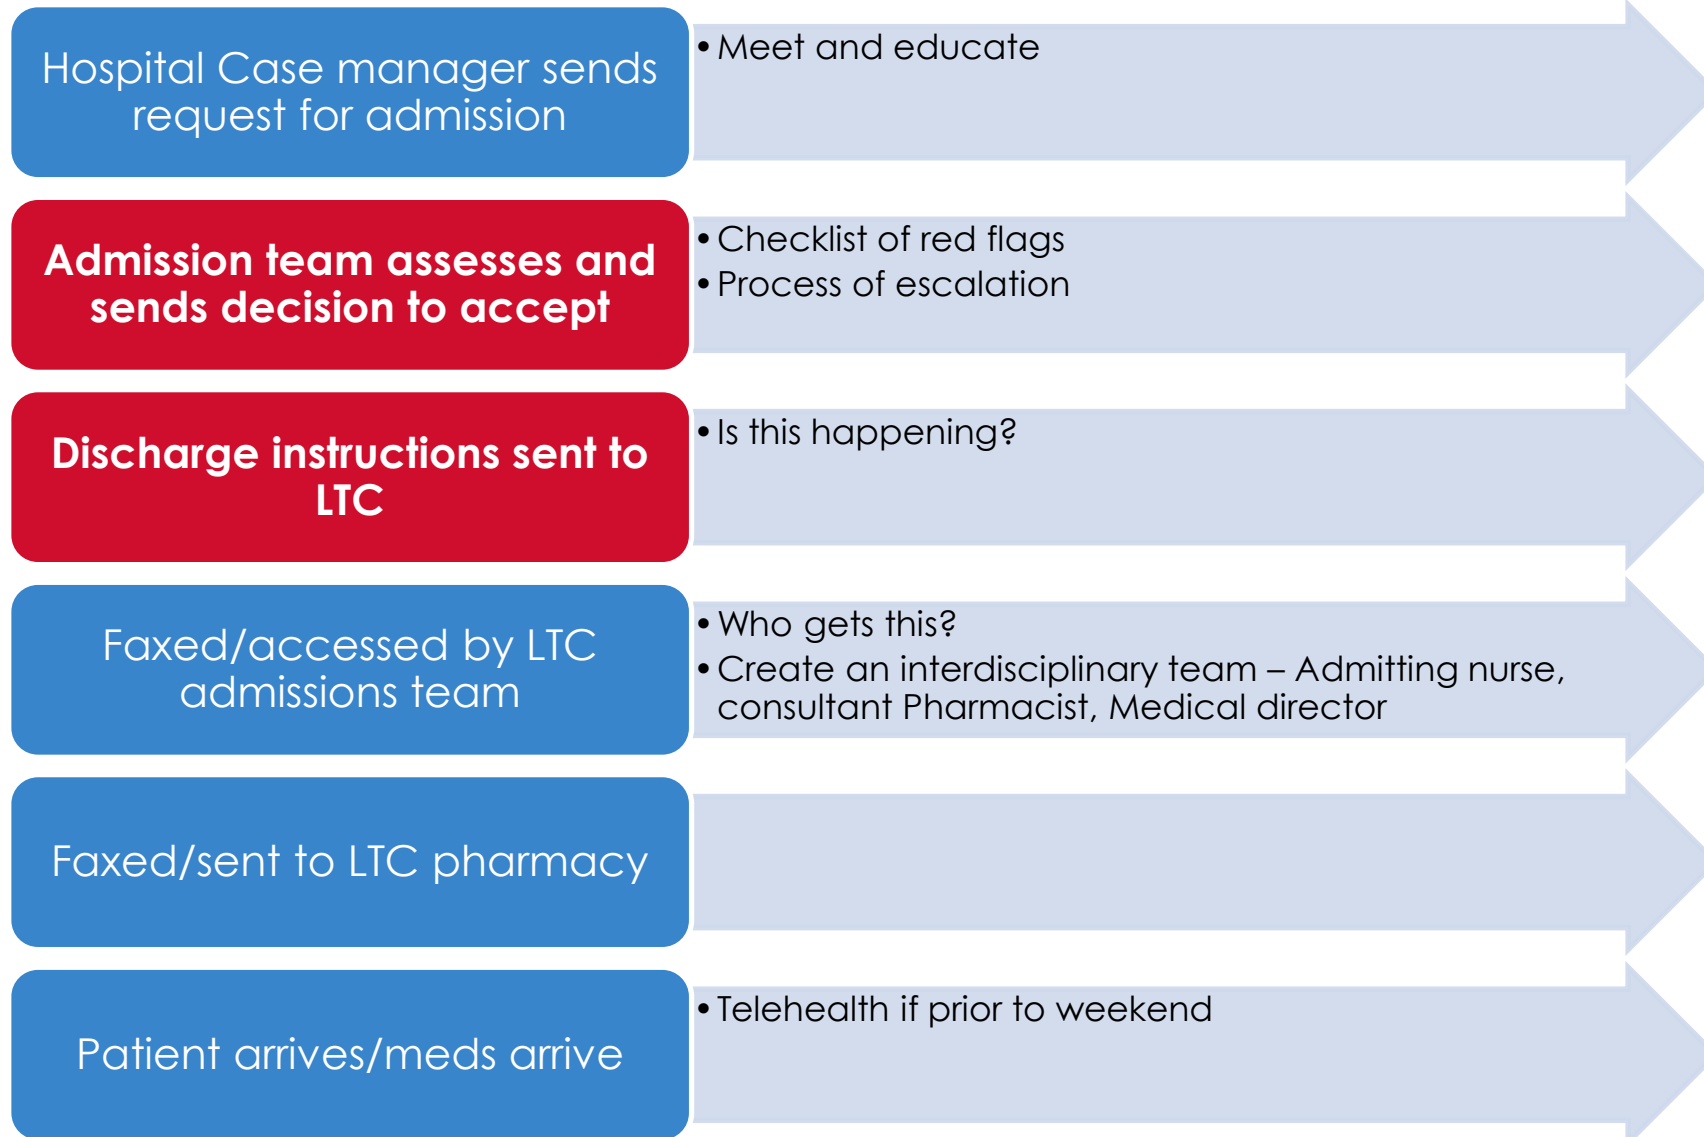 Hospital Case manager sends
request for admission
• Meet and educate
Admission team assesses and
sends decision to accept
• Checklist of red flags
• Process of escalation
Discharge instructions sent to
LTC
• Is this happening?
Faxed/accessed by LTC
admissions team
• Who gets this?
• Create an interdisciplinary team – Admitting nurse,
consultant Pharmacist, Medical director
Faxed/sent to LTC pharmacy
Patient arrives/meds arrive
• Telehealth if prior to weekend